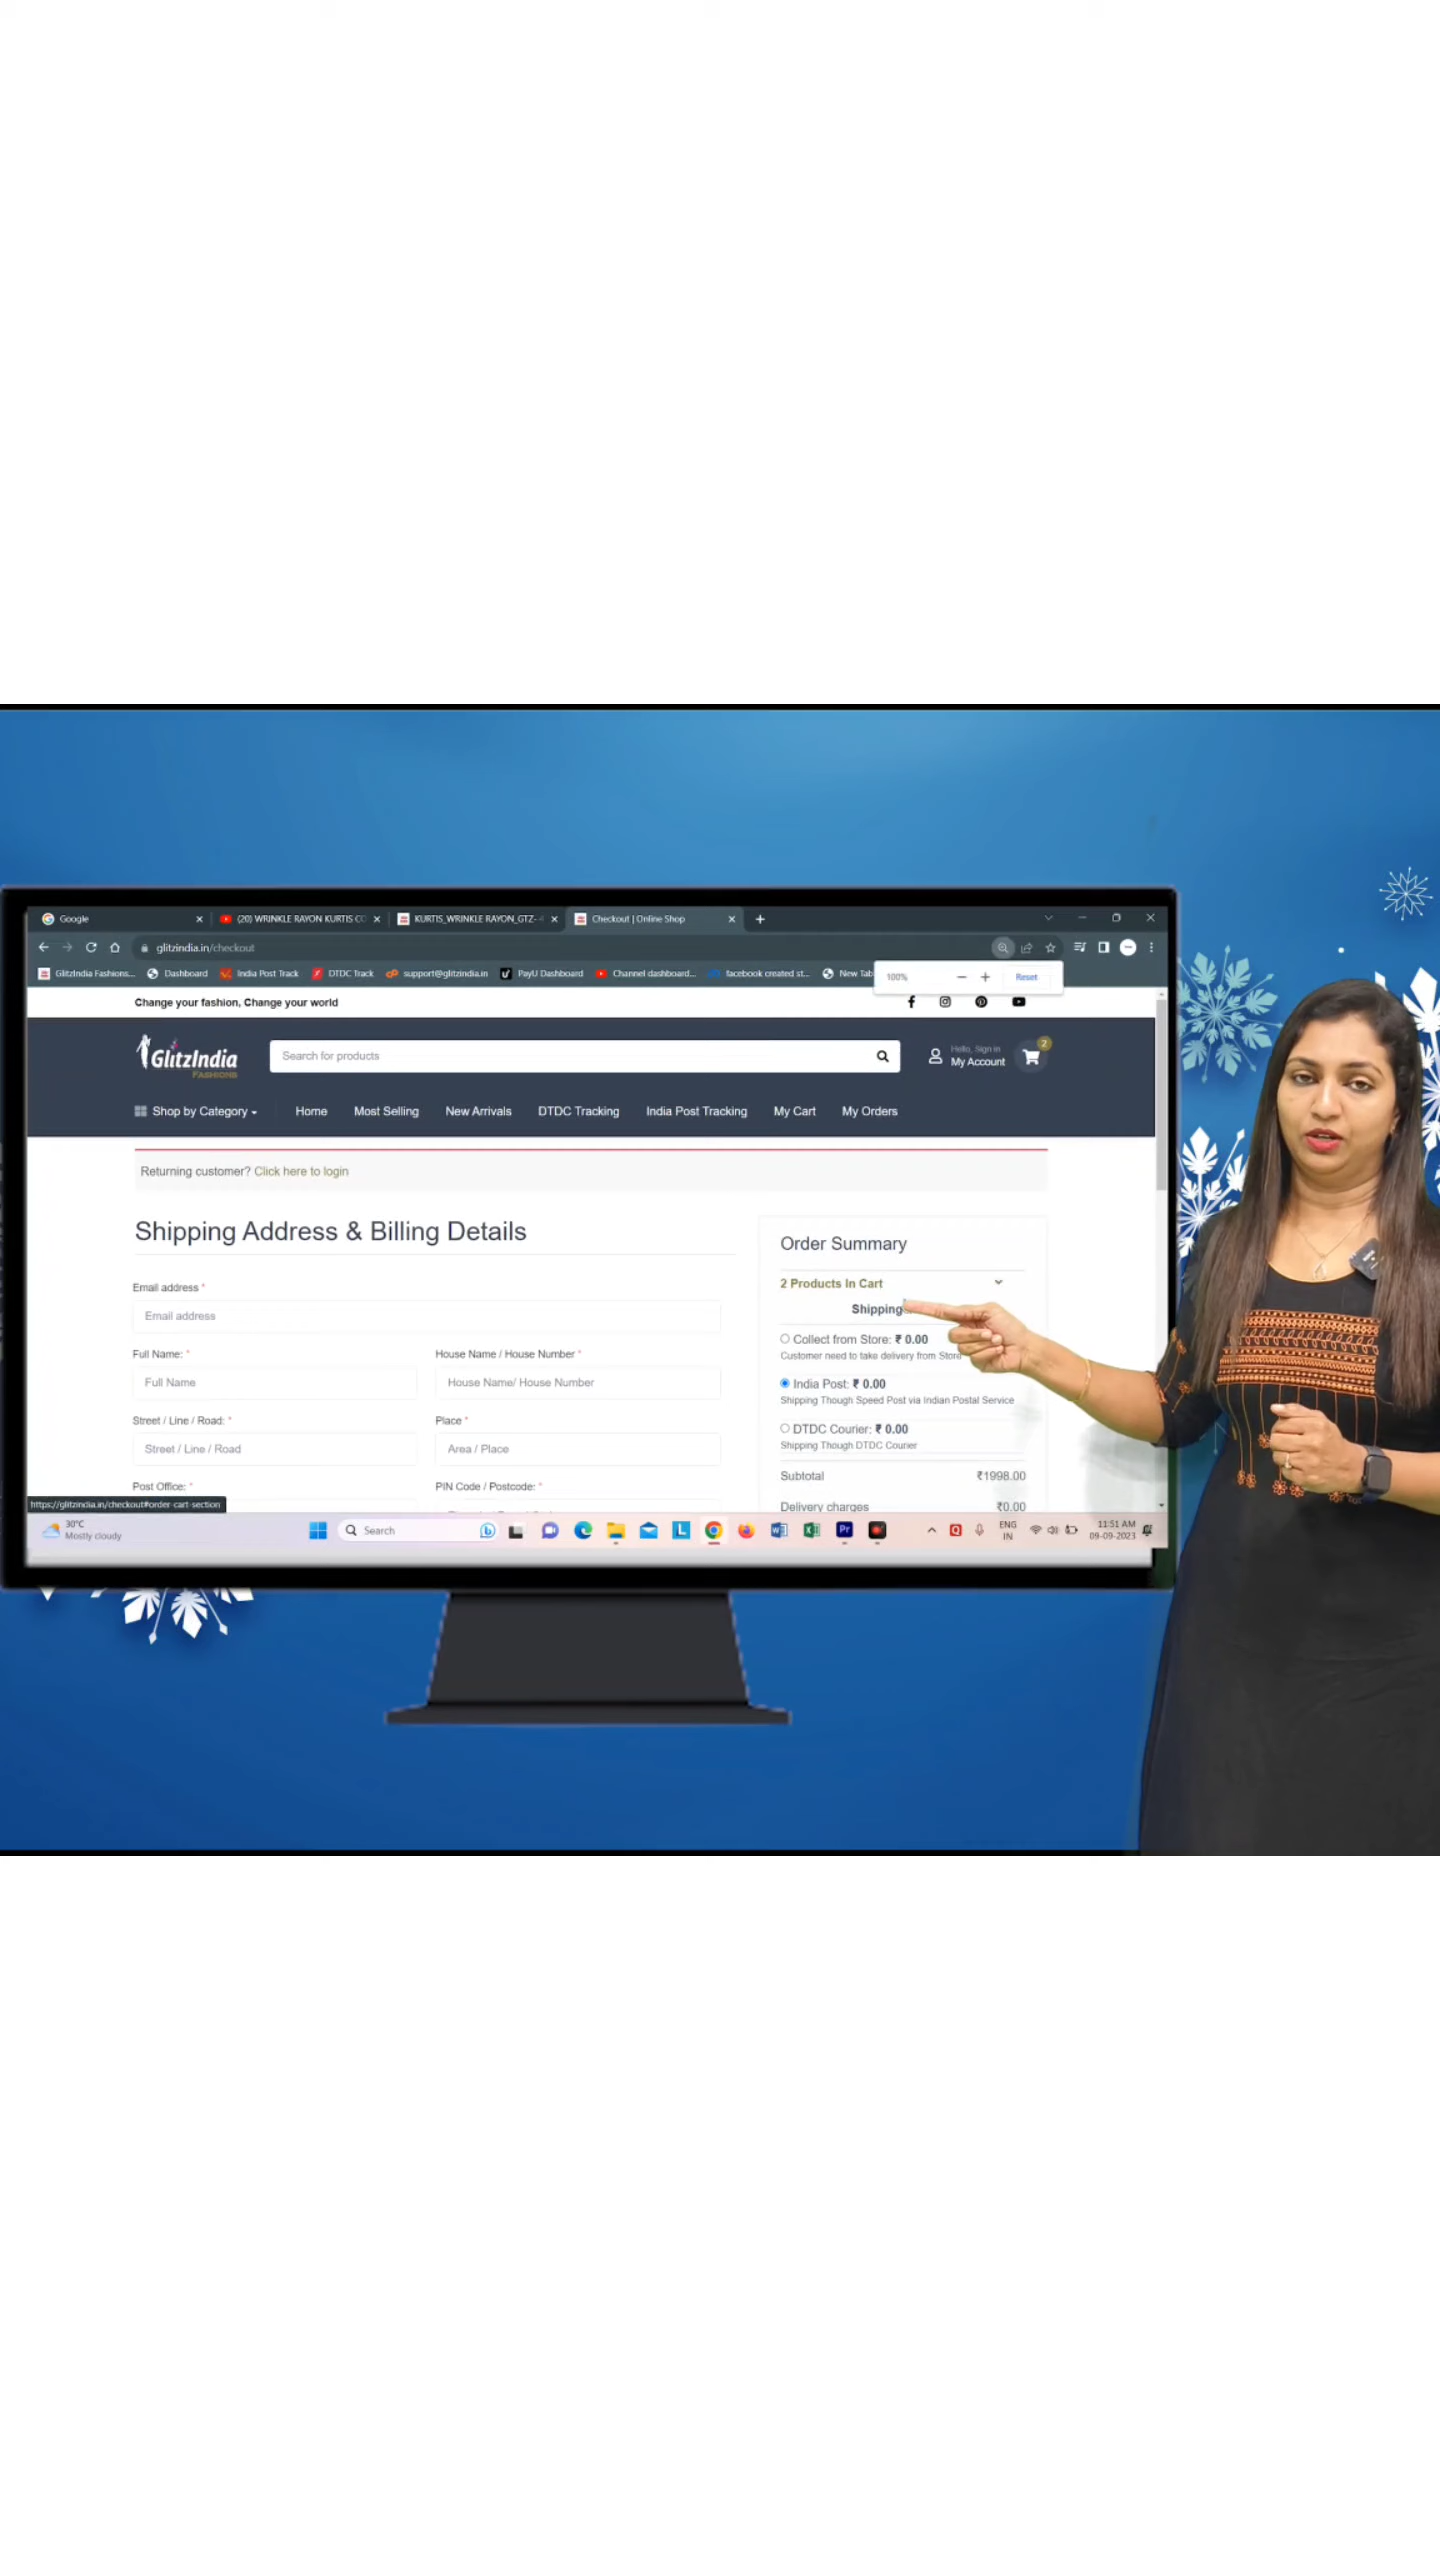 Google
(20) WRINKLE RAYON KURTIS CO
KURTIS_WRINKLE RAYON_GTZ-
Checkout | Online Shop
glitzindia.in/checkout
GlitzIndia Fashions...
Dashboard
India Post Track
DTDC Track
support@glitzindia.in
PayU Dashboard
Channel dashboard...
facebook created st...
New Tab
100%
Reset
Change your fashion, Change your world
GlitzIndia
FASHIONS
Search for products
Hello, Sign in
My Account
2
Shop by Category
Home
Most Selling
New Arrivals
DTDC Tracking
India Post Tracking
My Cart
My Orders
Returning customer? Click here to login
Shipping Address & Billing Details
Email address *
Email address
Full Name: *
House Name / House Number *
Full Name
House Name/ House Number
Street / Line / Road: *
Place *
Street / Line / Road
Area / Place
Post Office: *
PIN Code / Postcode: *
Order Summary
2 Products In Cart
Shipping
Collect from Store: ₹ 0.00
Customer need to take delivery from Store
India Post: ₹ 0.00
Shipping Though Speed Post via Indian Postal Service
DTDC Courier: ₹ 0.00
Shipping Though DTDC Courier
Subtotal ₹1998.00
Delivery charges ₹0.00
https://glitzindia.in/checkout#order-cart-section
30°C
Mostly cloudy
Search
ENG
IN
11:51 AM
09-09-2023